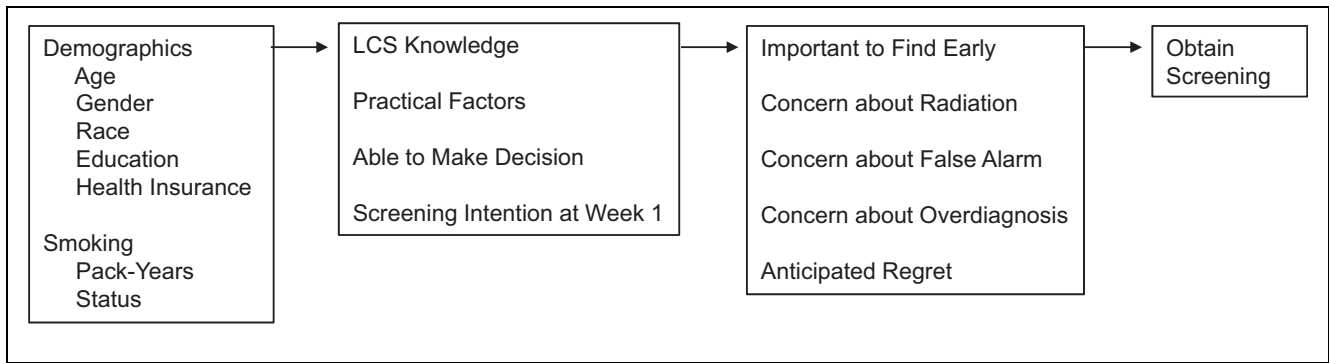 Demographics
Age
Gender
Race
Education
Health Insurance
Smoking
Pack-Years
Status
LCS Knowledge
Practical Factors
Able to Make Decision
Screening Intention at Week 1
Important to Find Early
Concern about Radiation
Concern about False Alarm
Concern about Overdiagnosis
Anticipated Regret
Obtain
Screening